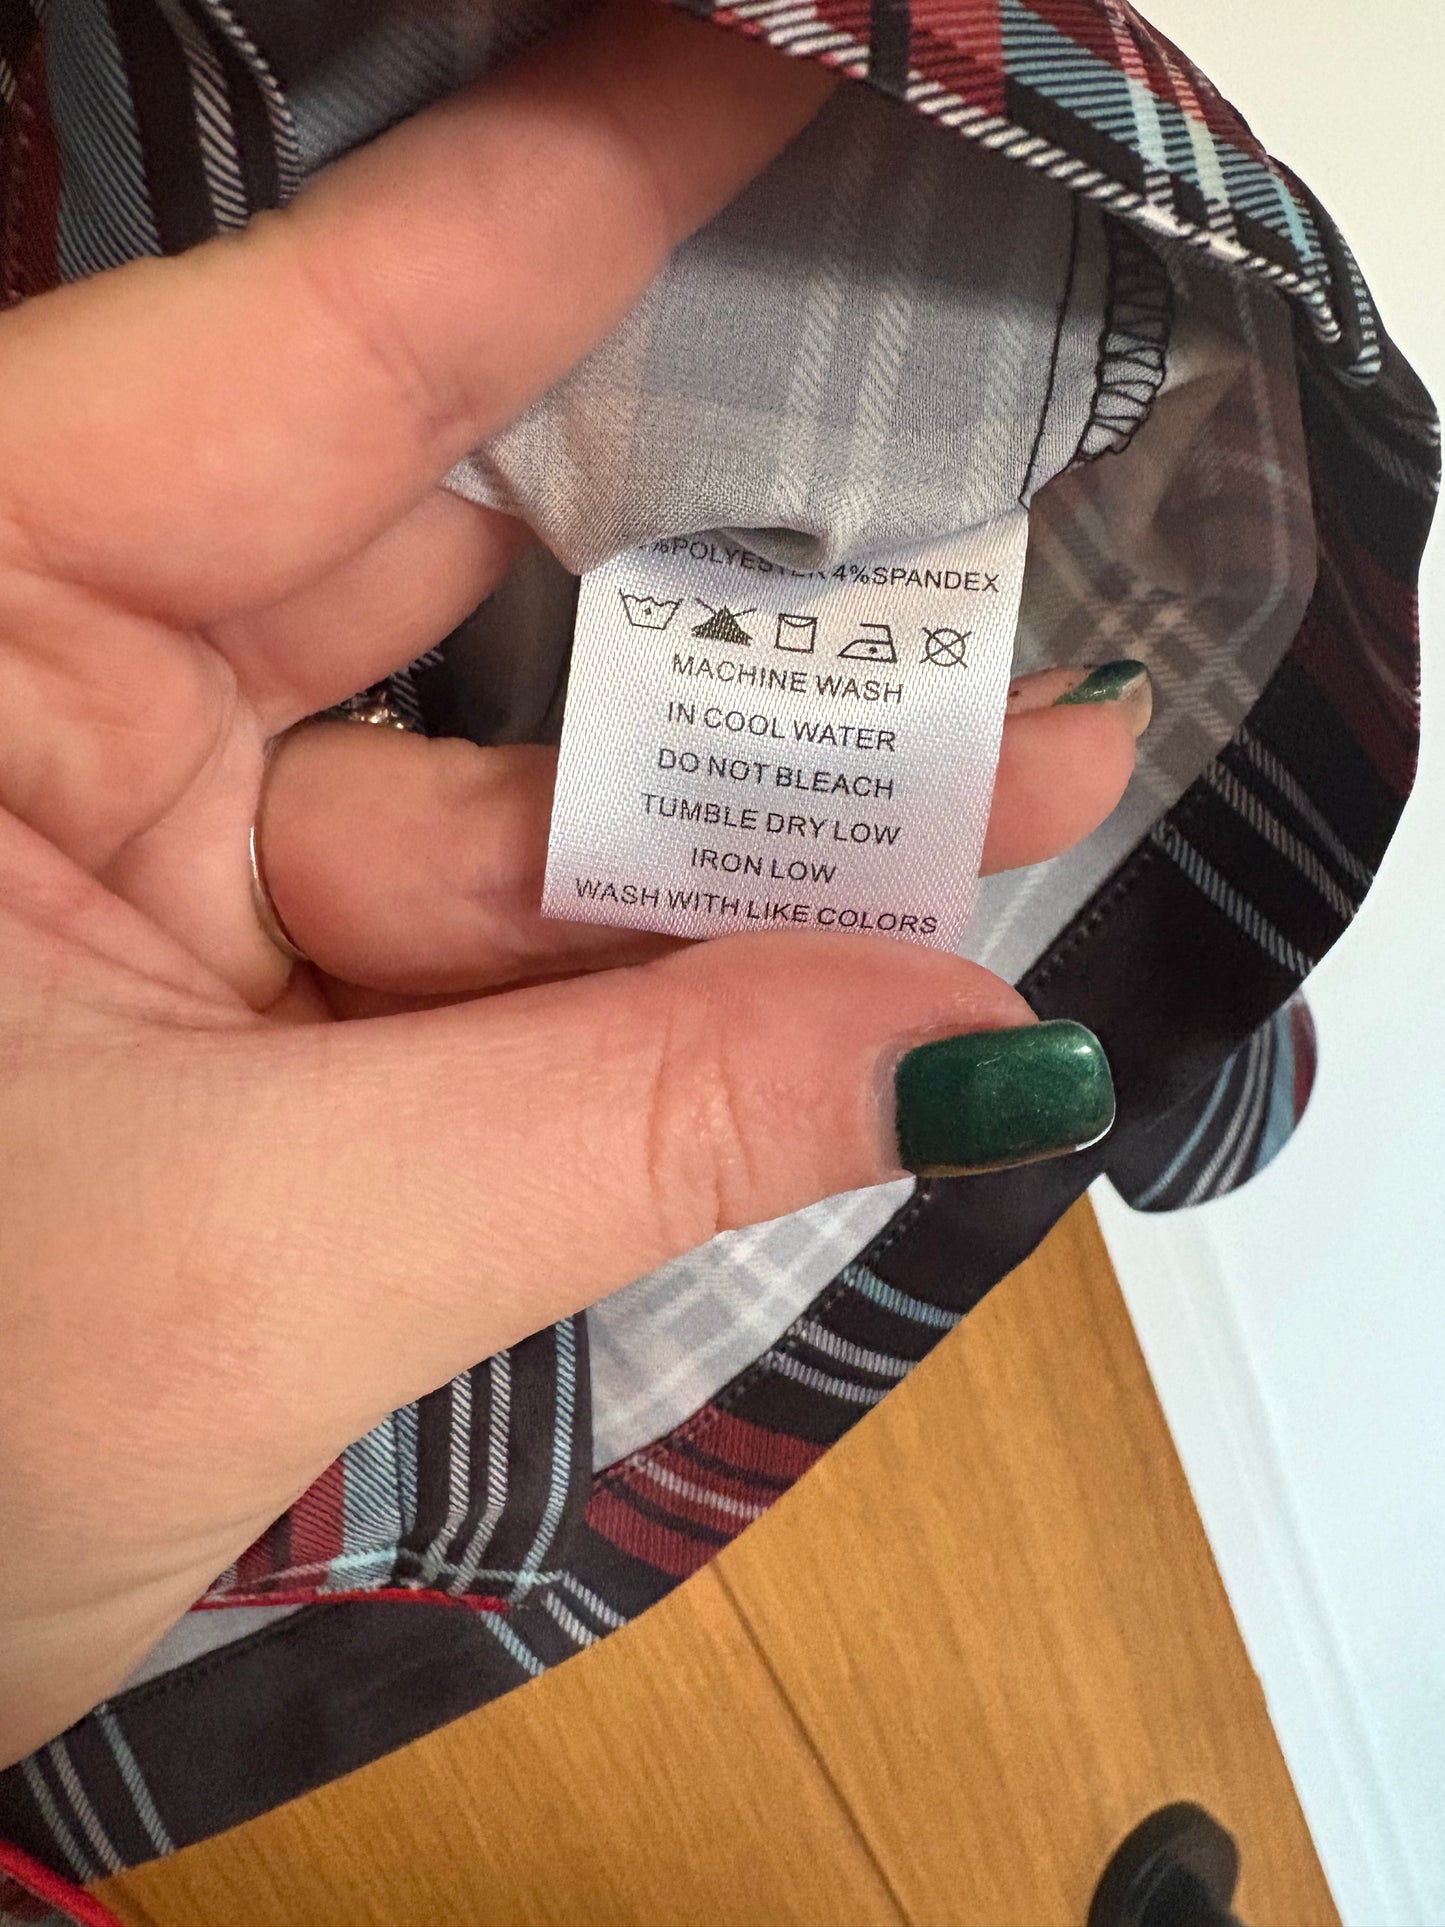 %POLYESTER 4%SPANDEX
MACHINE WASH
IN COOL WATER
DO NOT BLEACH
TUMBLE DRY LOW
IRON LOW
WASH WITH LIKE COLORS